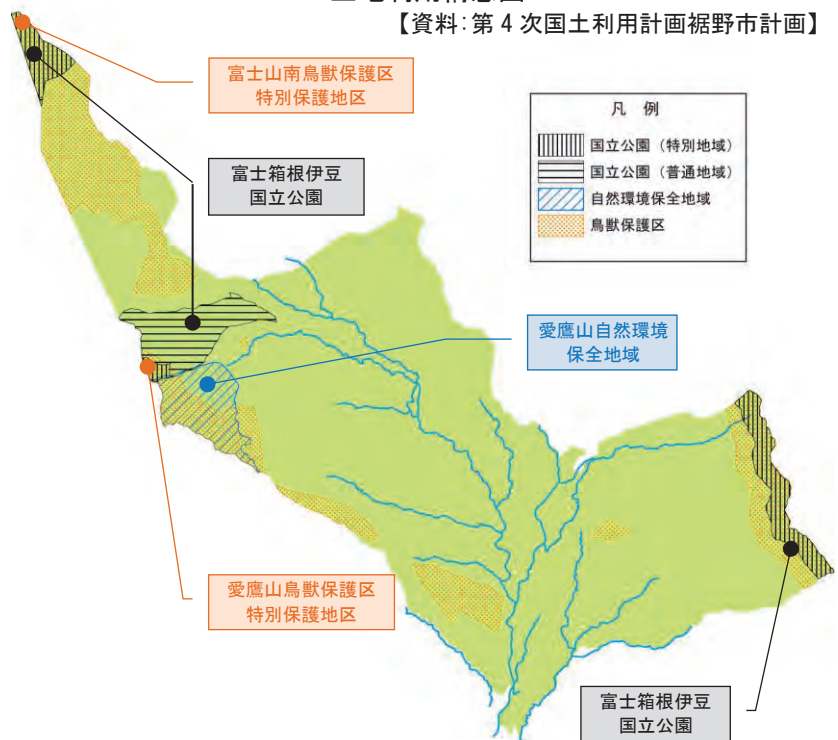 【資料:第4次国土利用計画裾野市計画】
富士山南鳥獣保護区
特別保護地区
凡 例
国立公園（特別地域）
国立公園（普通地域）
自然環境保全地域
鳥獣保護区
富士箱根伊豆
国立公園
愛鷹山自然環境
保全地域
愛鷹山鳥獣保護区
特別保護地区
富士箱根伊豆
国立公園